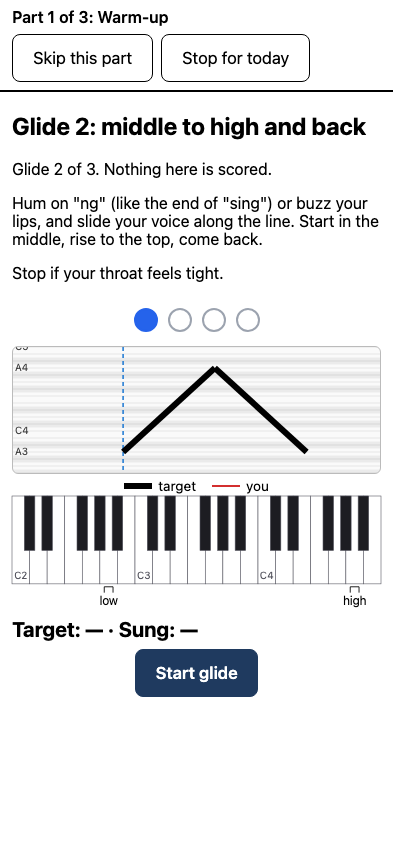 Part 1 of 3: Warm-up
Skip this part
Stop for today
Glide 2: middle to high and back
Glide 2 of 3. Nothing here is scored.
Hum on "ng" (like the end of "sing") or buzz your
lips, and slide your voice along the line. Start in the
middle, rise to the top, come back.
Stop if your throat feels tight.
A4
C4
A3
target
you
C2
C3
C4
low
high
Target: — · Sung: —
Start glide